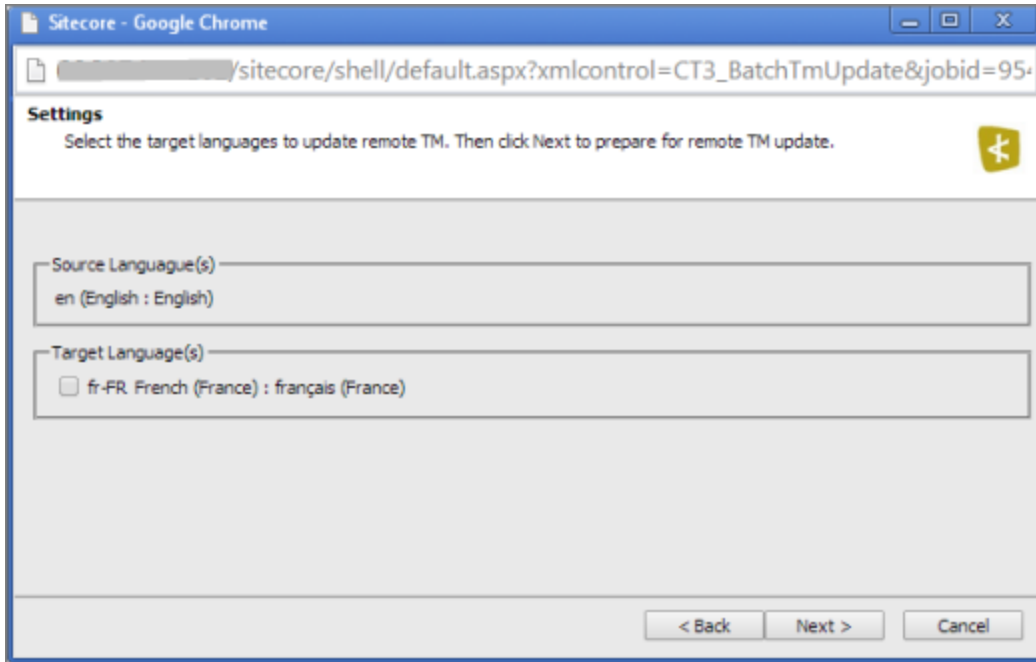 Sitecore - Google Chrome
/sitecore/shell/default.aspx?xmlcontrol=CT3_BatchTmUpdate&jobid=954
Settings
Select the target languages to update remote TM. Then click Next to prepare for remote TM update.
Source Languague(s)
en (English : English)
Target Language(s)
fr-FR French (France) : français (France)
< Back Next > Cancel